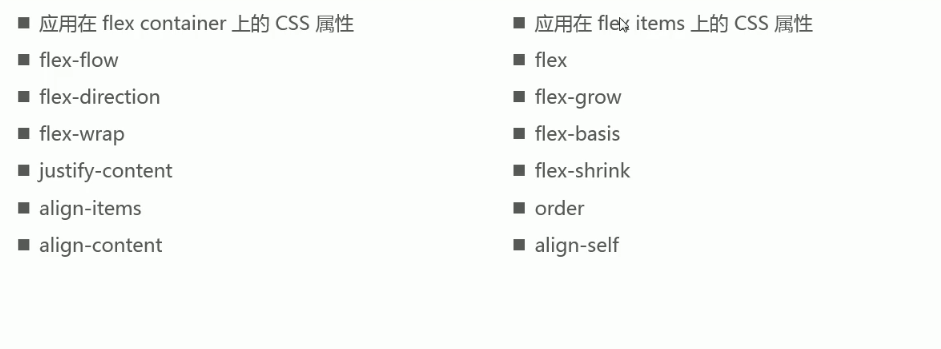 ■ 应用在 flex container 上的 CSS 属性
■ flex-flow
■ flex-direction
■ flex-wrap
■ justify-content
■ align-items
■ align-content
■ 应用在 flex items 上的 CSS 属性
■ flex
■ flex-grow
■ flex-basis
■ flex-shrink
■ order
■ align-self